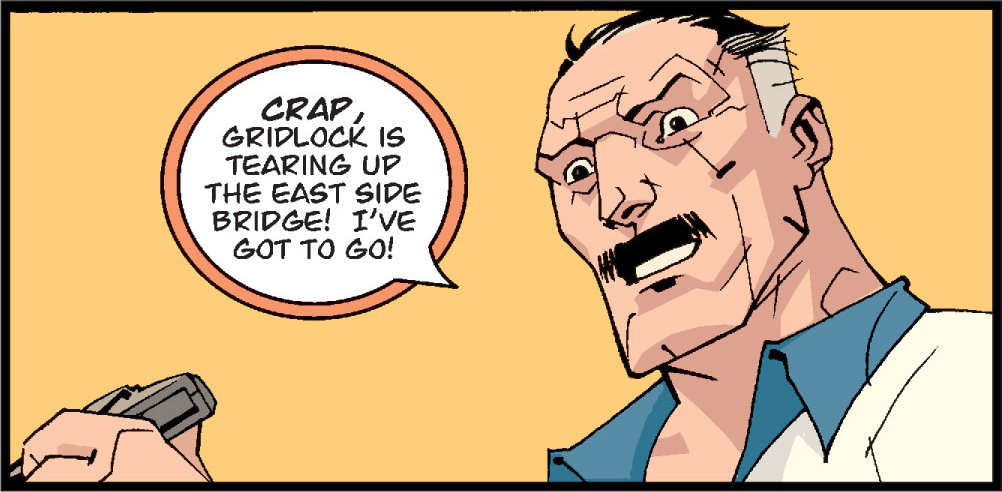 CRAP,
GRIDLOCK IS
TEARING UP
THE EAST SIDE
BRIDGE! I'VE
GOT TO GO!